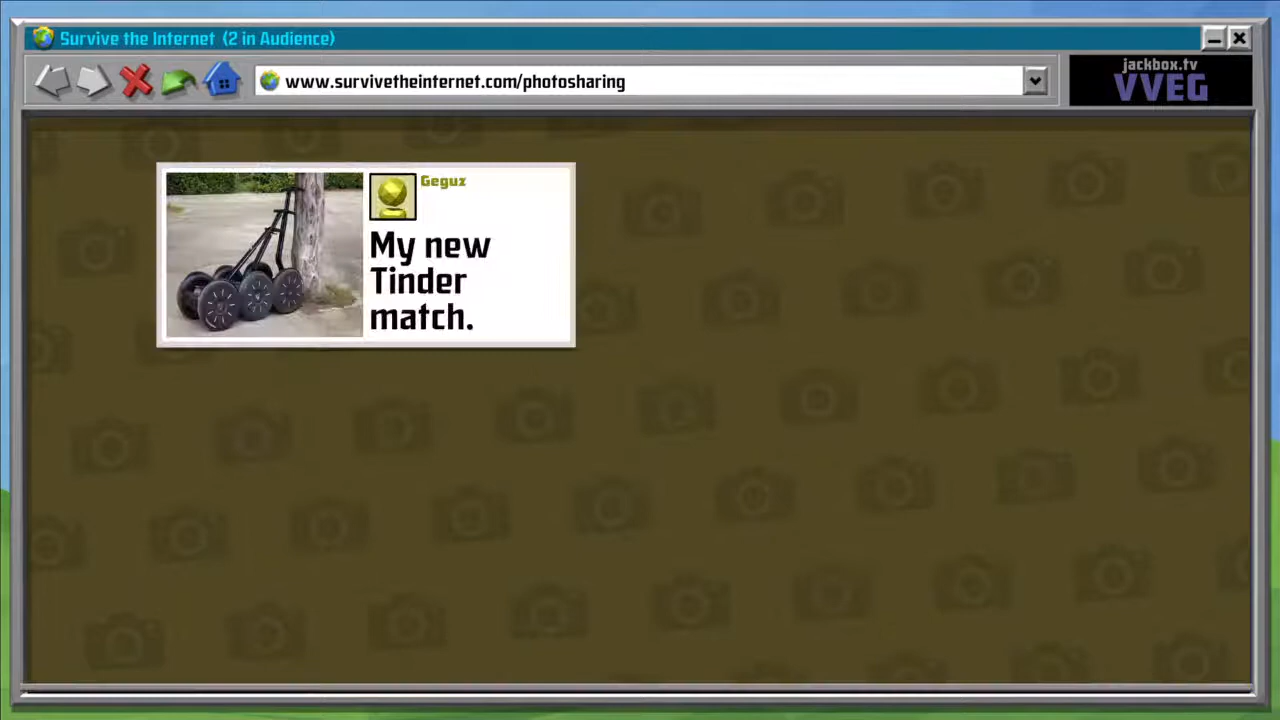 Survive the Internet (2 in Audience)
www.survivetheinternet.com/photosharing
jackbox.tv
VVEG
Geguz
My new
Tinder
match.